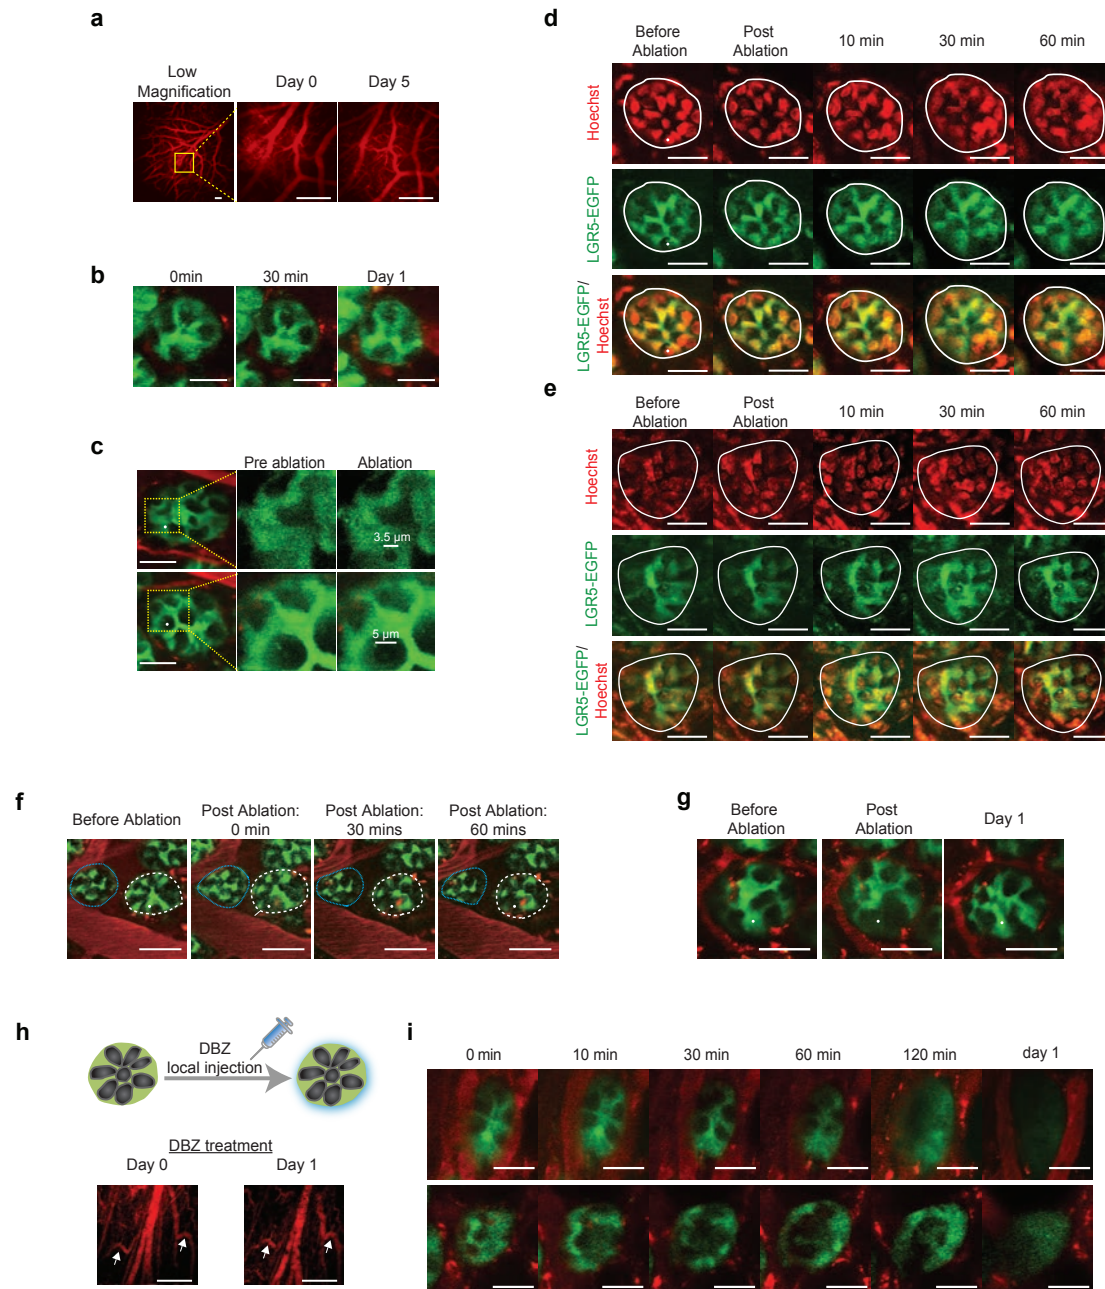 a
Low
Magnification
Day 0
Day 5
b
0min
30 min
Day 1
c
Pre ablation
Ablation
3.5 µm
5 µm
d
Before
Ablation
Post
Ablation
10 min
30 min
60 min
Hoechst
LGR5-EGFP
LGR5-EGFP/
Hoechst
e
Before
Ablation
Post
Ablation
10 min
30 min
60 min
Hoechst
LGR5-EGFP
LGR5-EGFP/
Hoechst
f
Before Ablation
Post Ablation:
0 min
Post Ablation:
30 mins
Post Ablation:
60 mins
g
Before
Ablation
Post
Ablation
Day 1
h
DBZ
local injection
DBZ treatment
Day 0
Day 1
i
0 min
10 min
30 min
60 min
120 min
day 1